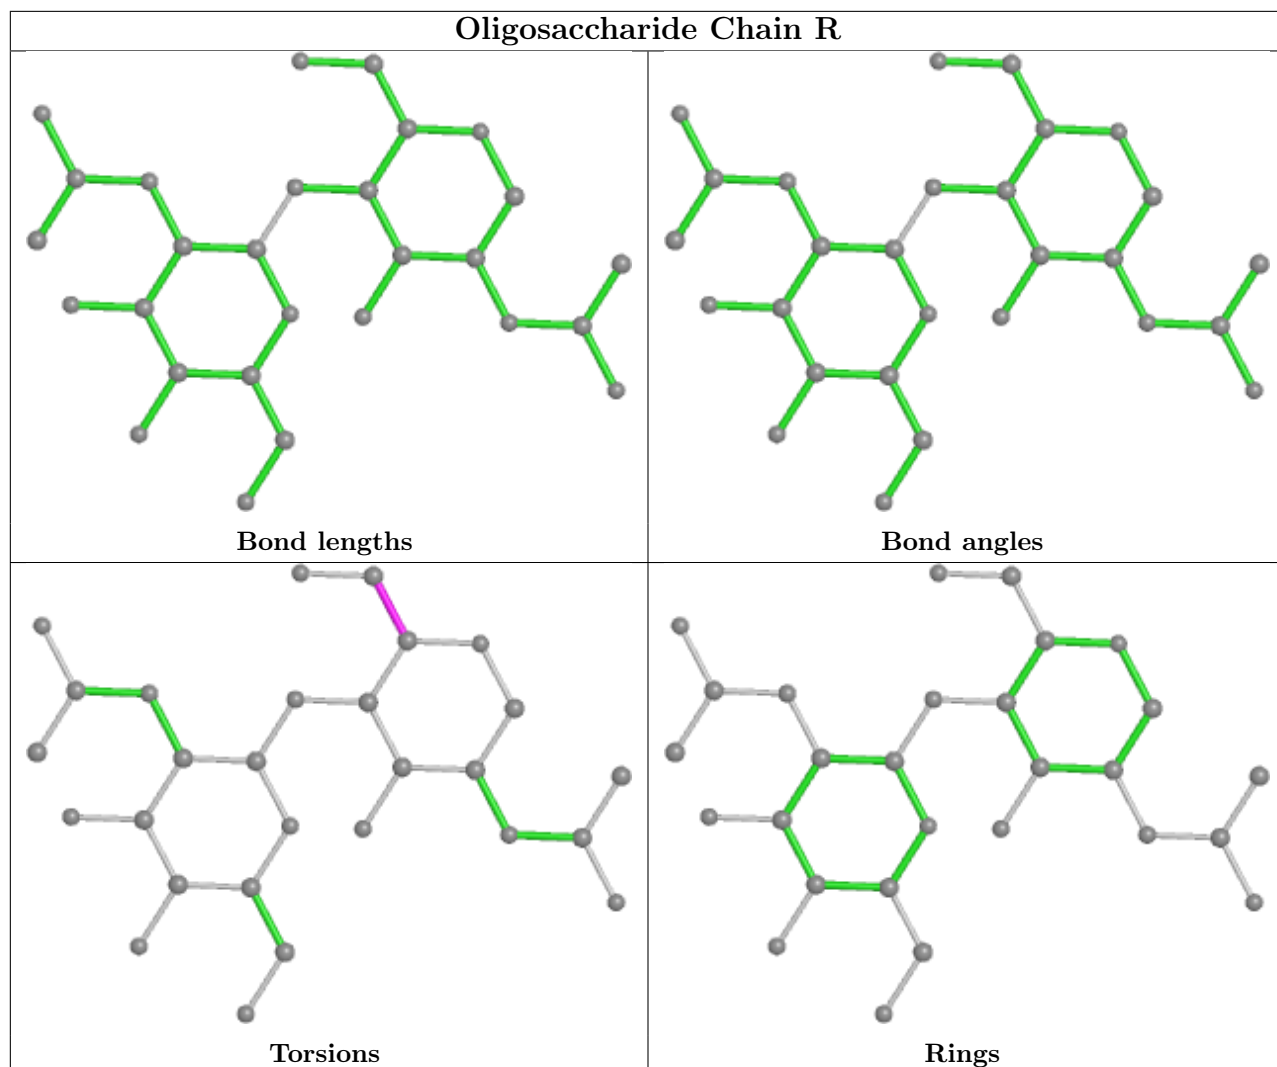 Oligosaccharide Chain R
Bond lengths
Bond angles
Torsions
Rings